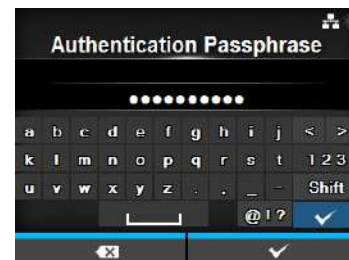 Authentication Passphrase
••••••••••
a b c d e f g h i j < >
k l m n o p q r s t 123
u v w x y z . . _ - Shift
@!?